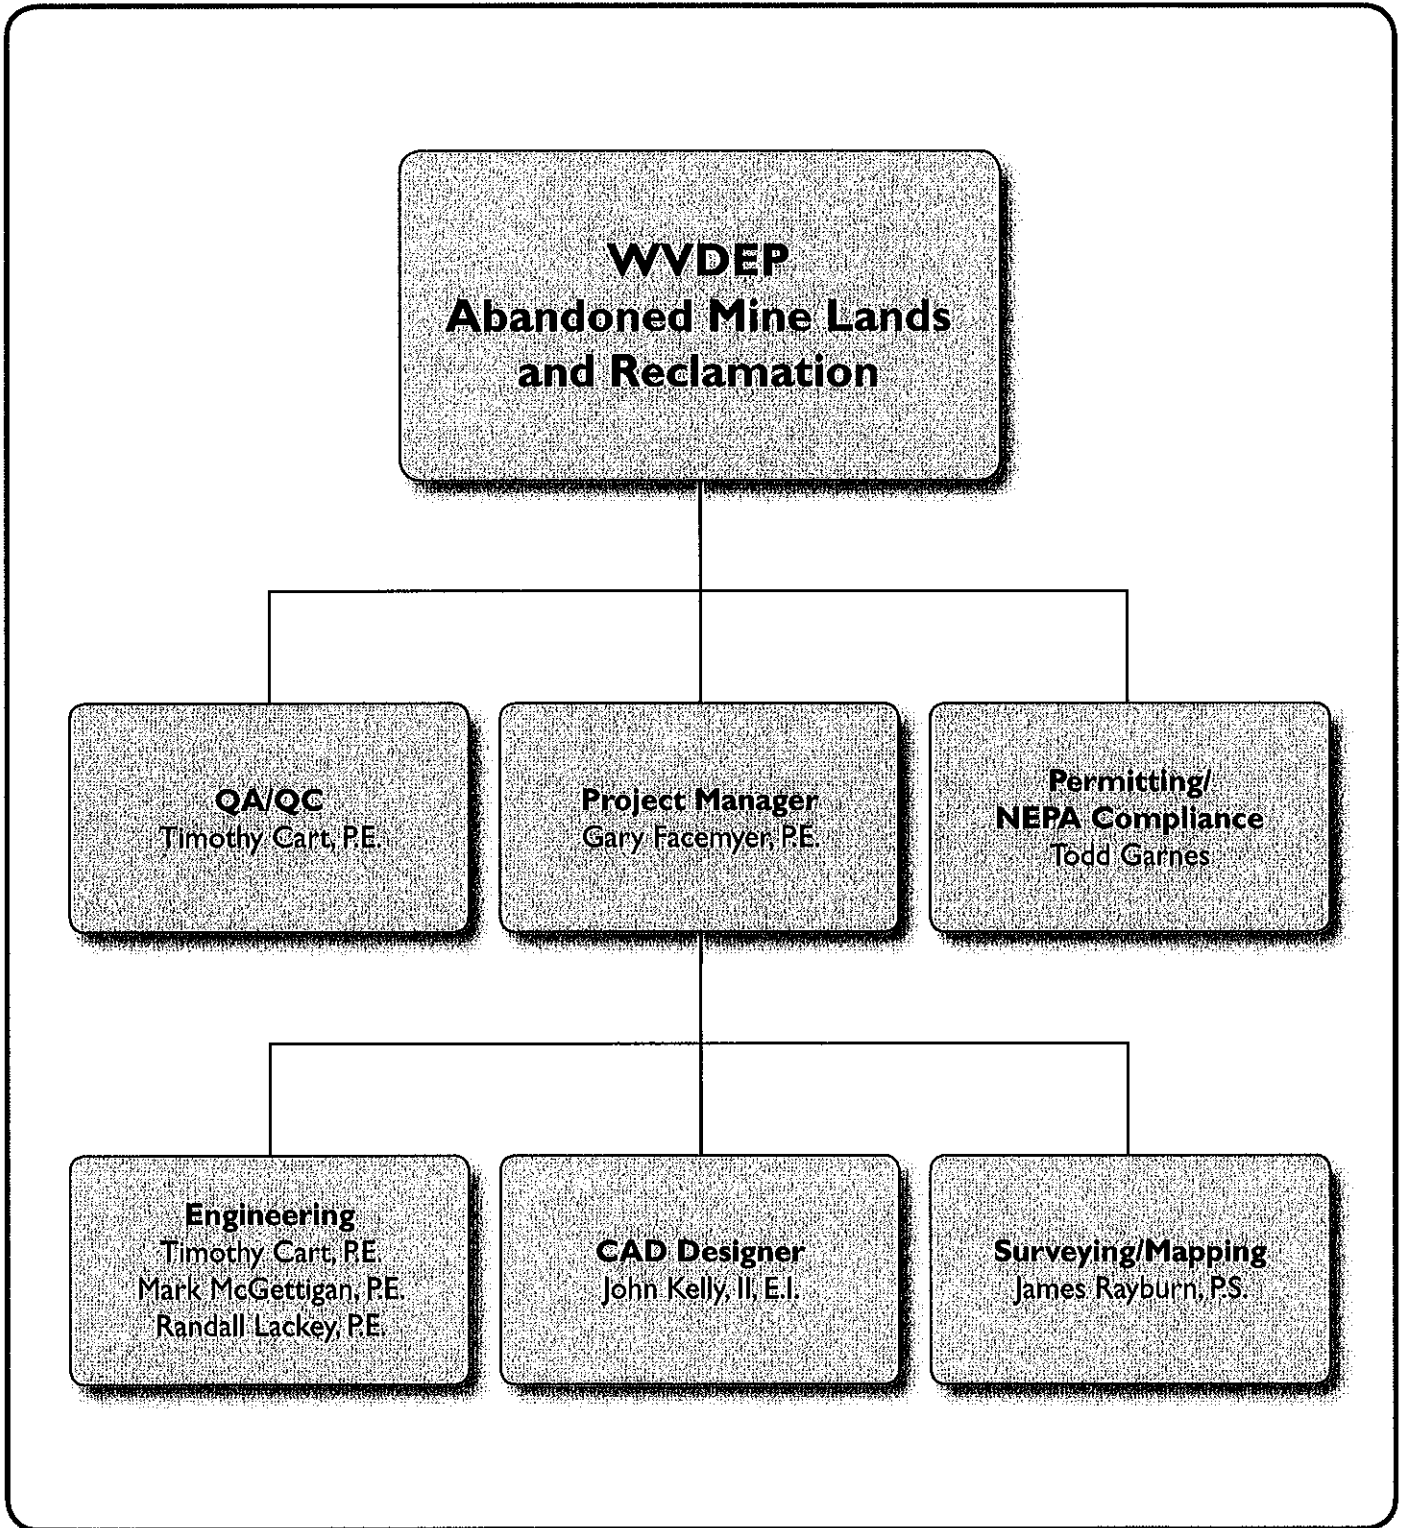 WVDEP
Abandoned Mine Lands
and Reclamation
QA/QC
Timothy Cart, P.E.
Project Manager
Gary Facemyer, P.E.
Permitting/
NEPA Compliance
Todd Garnes
Engineering
Timothy Cart, P.E.
Mark McGettigan, P.E.
Randall Lackey, P.E.
CAD Designer
John Kelly, II, E.I.
Surveying/Mapping
James Rayburn, P.S.